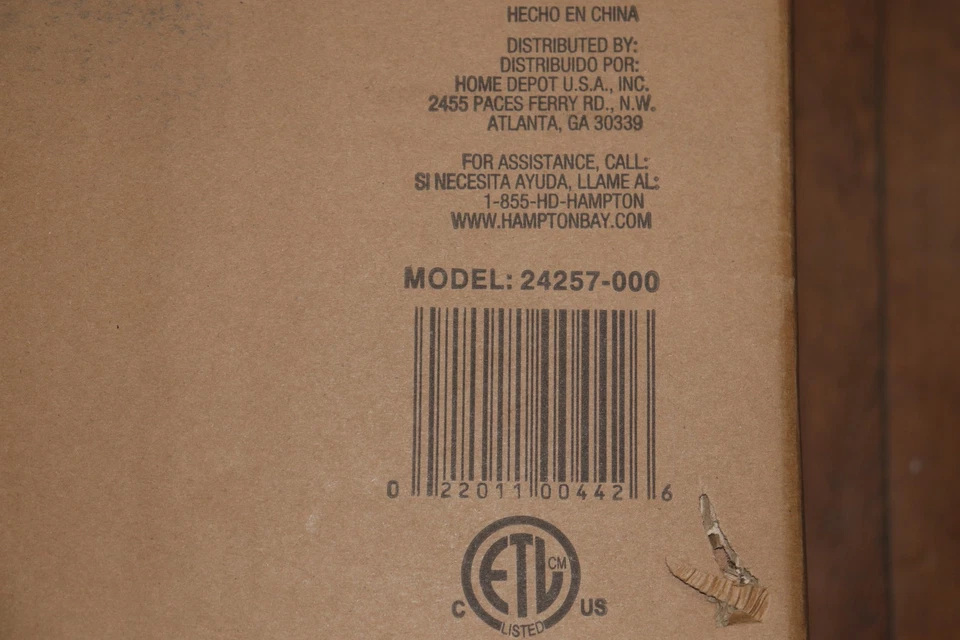 HECHO EN CHINA
DISTRIBUTED BY:
DISTRIBUIDO POR:
HOME DEPOT U.S.A., INC.
2455 PACES FERRY RD., N.W.
ATLANTA, GA 30339
FOR ASSISTANCE, CALL:
SI NECESITA AYUDA, LLAME AL:
1-855-HD-HAMPTON
WWW.HAMPTONBAY.COM
MODEL: 24257-000
0 22011 00442 6
ETL CM
C US
LISTED